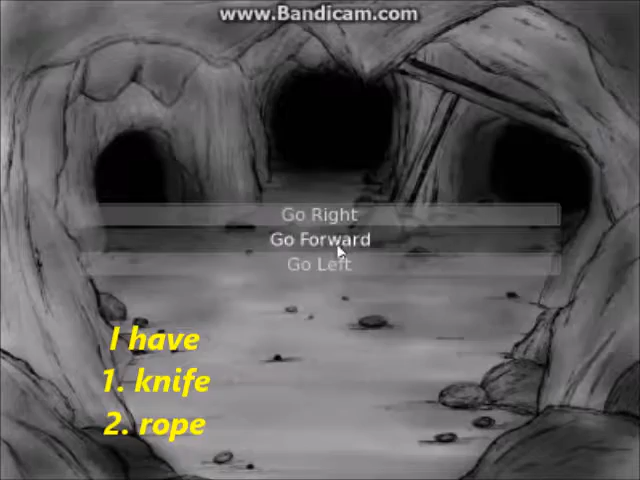 www.Bandicam.com
Go Right
Go Forward
Go Left
I have
1. knife
2. rope